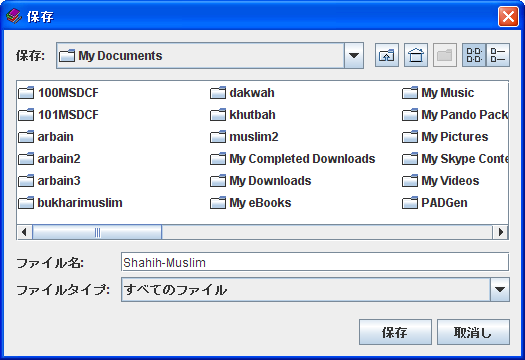 保存
保存: My Documents
100MSDCF dakwah My Music
101MSDCF khutbah My Pando Pack
arbain muslim2 My Pictures
arbain2 My Completed Downloads My Skype Conte
arbain3 My Downloads My Videos
bukharimuslim My eBooks PADGen
ファイル名: Shahih-Muslim
ファイルタイプ: すべてのファイル
保存 取消し